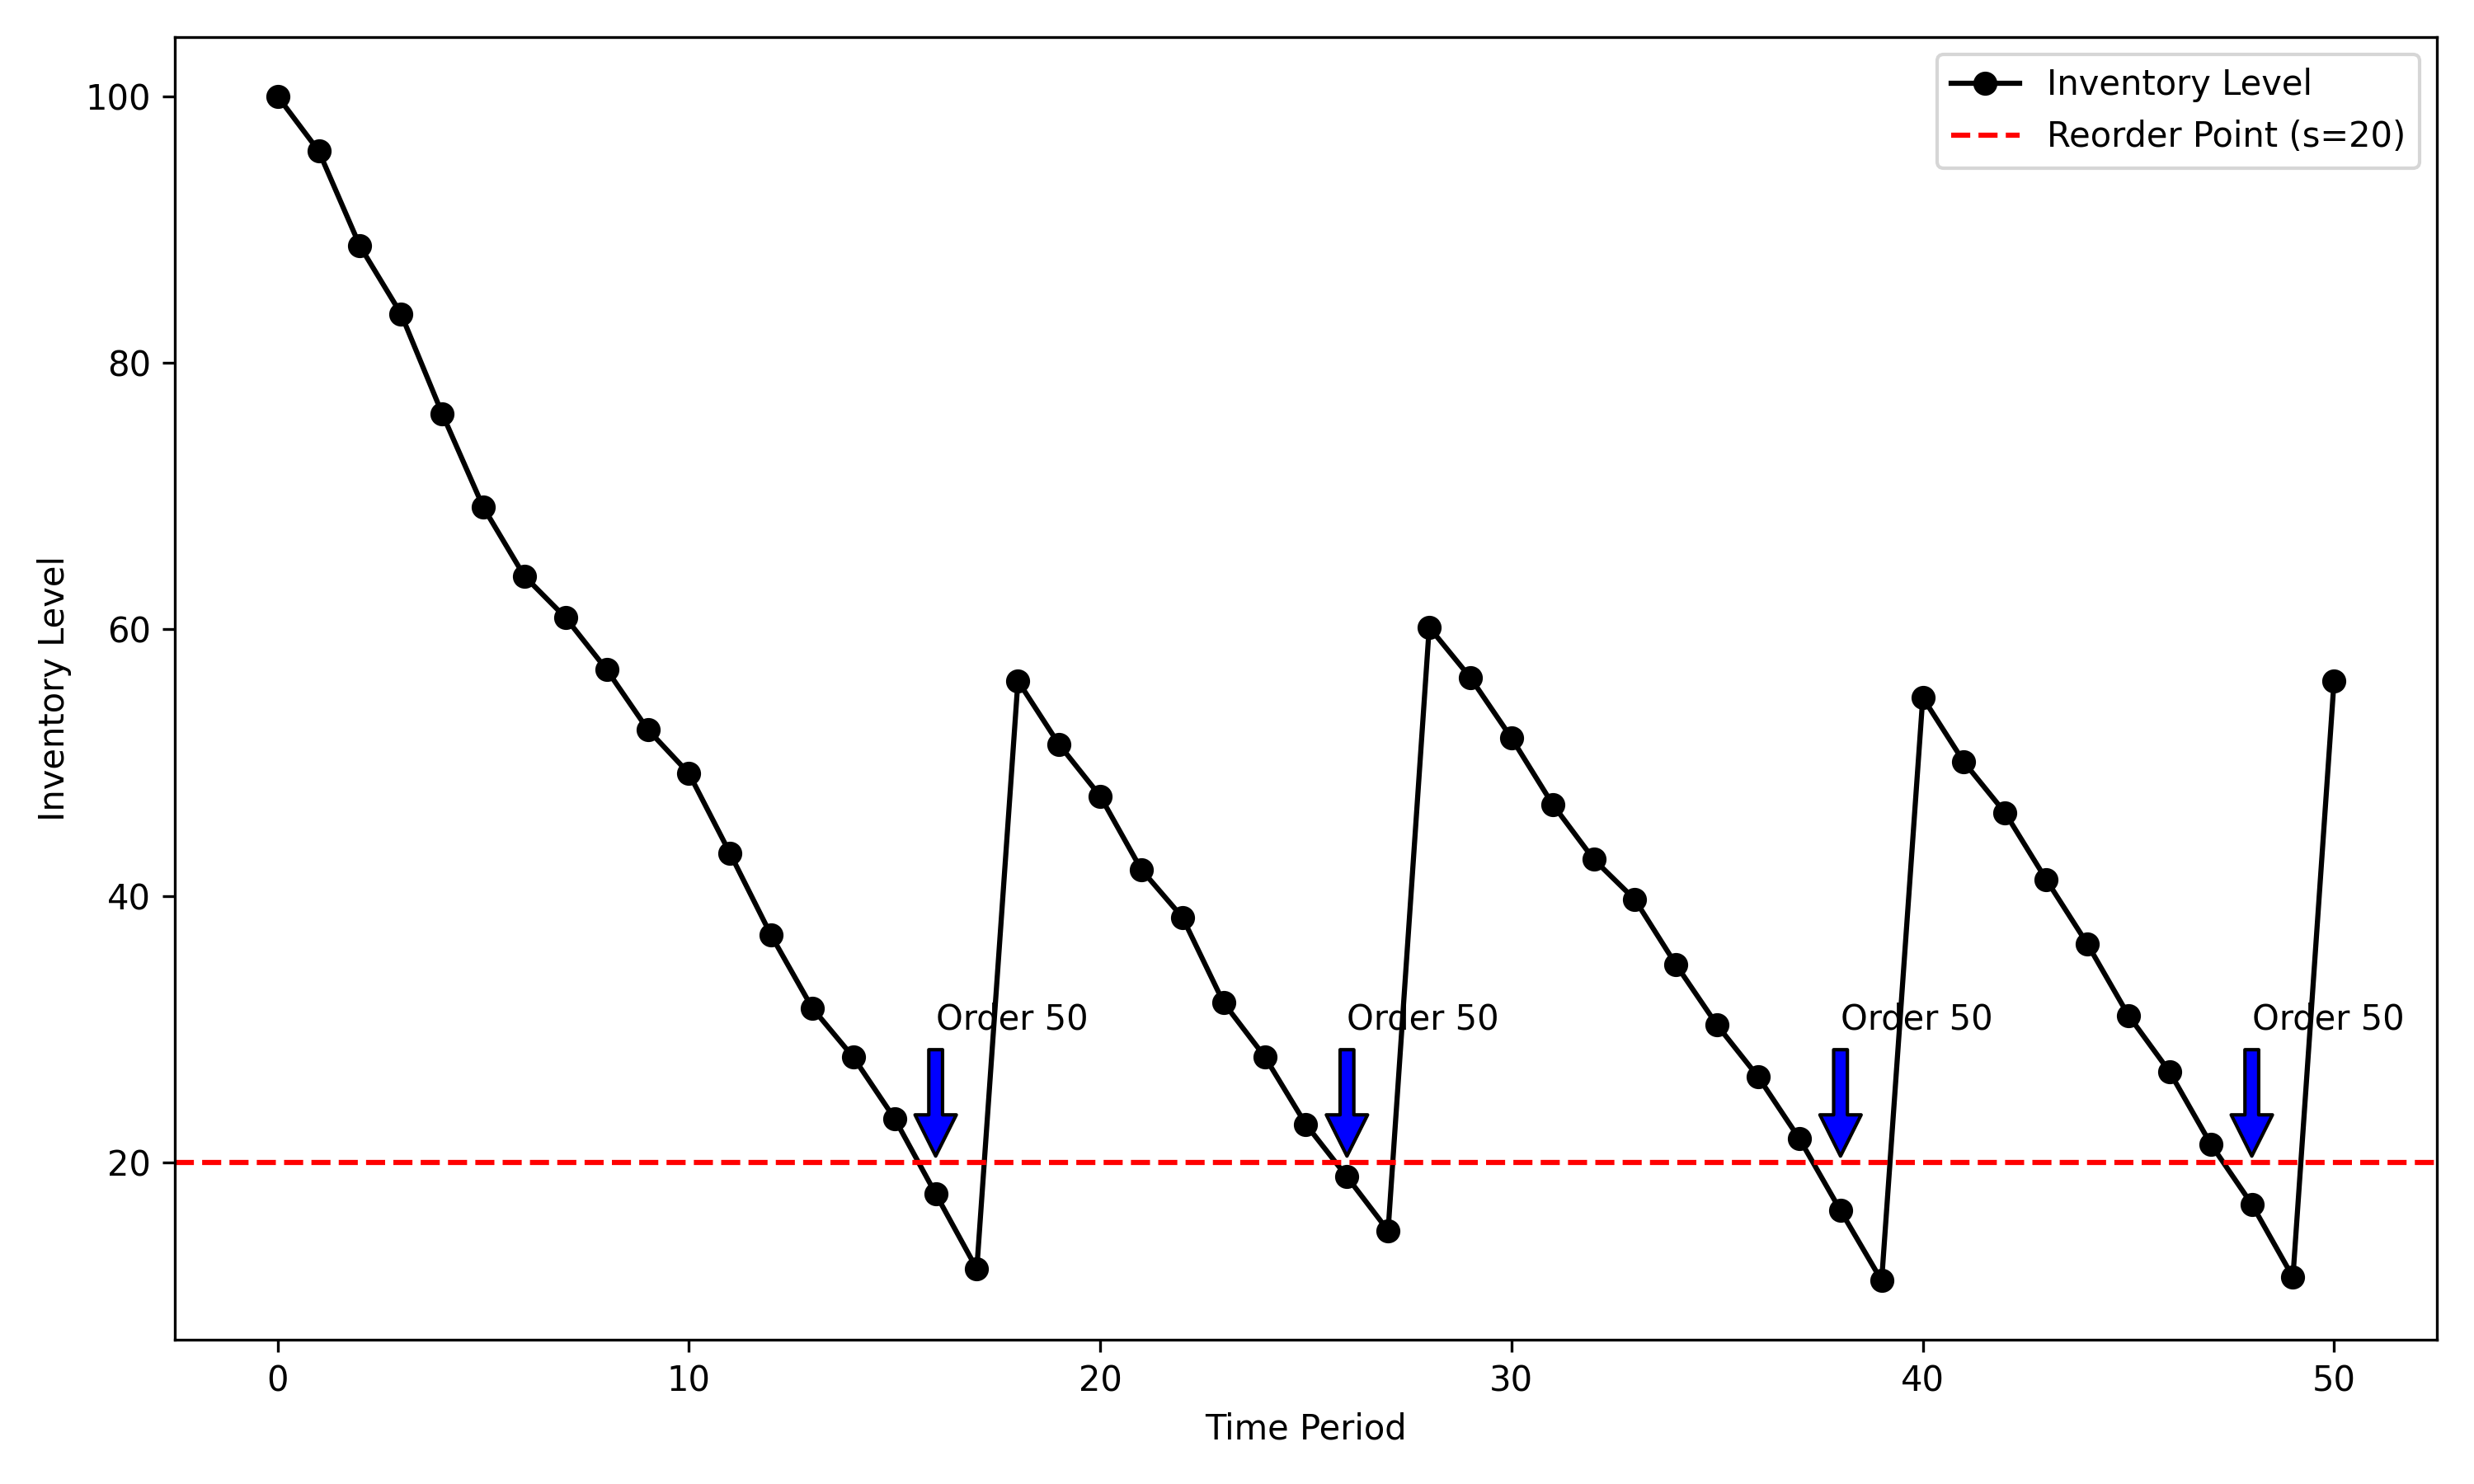 Inventory Level
Reorder Point (s=20)
100
80
60
40
20
Inventory Level
Order 50
Order 50
Order 50
Order 50
0
10
20
30
40
50
Time Period